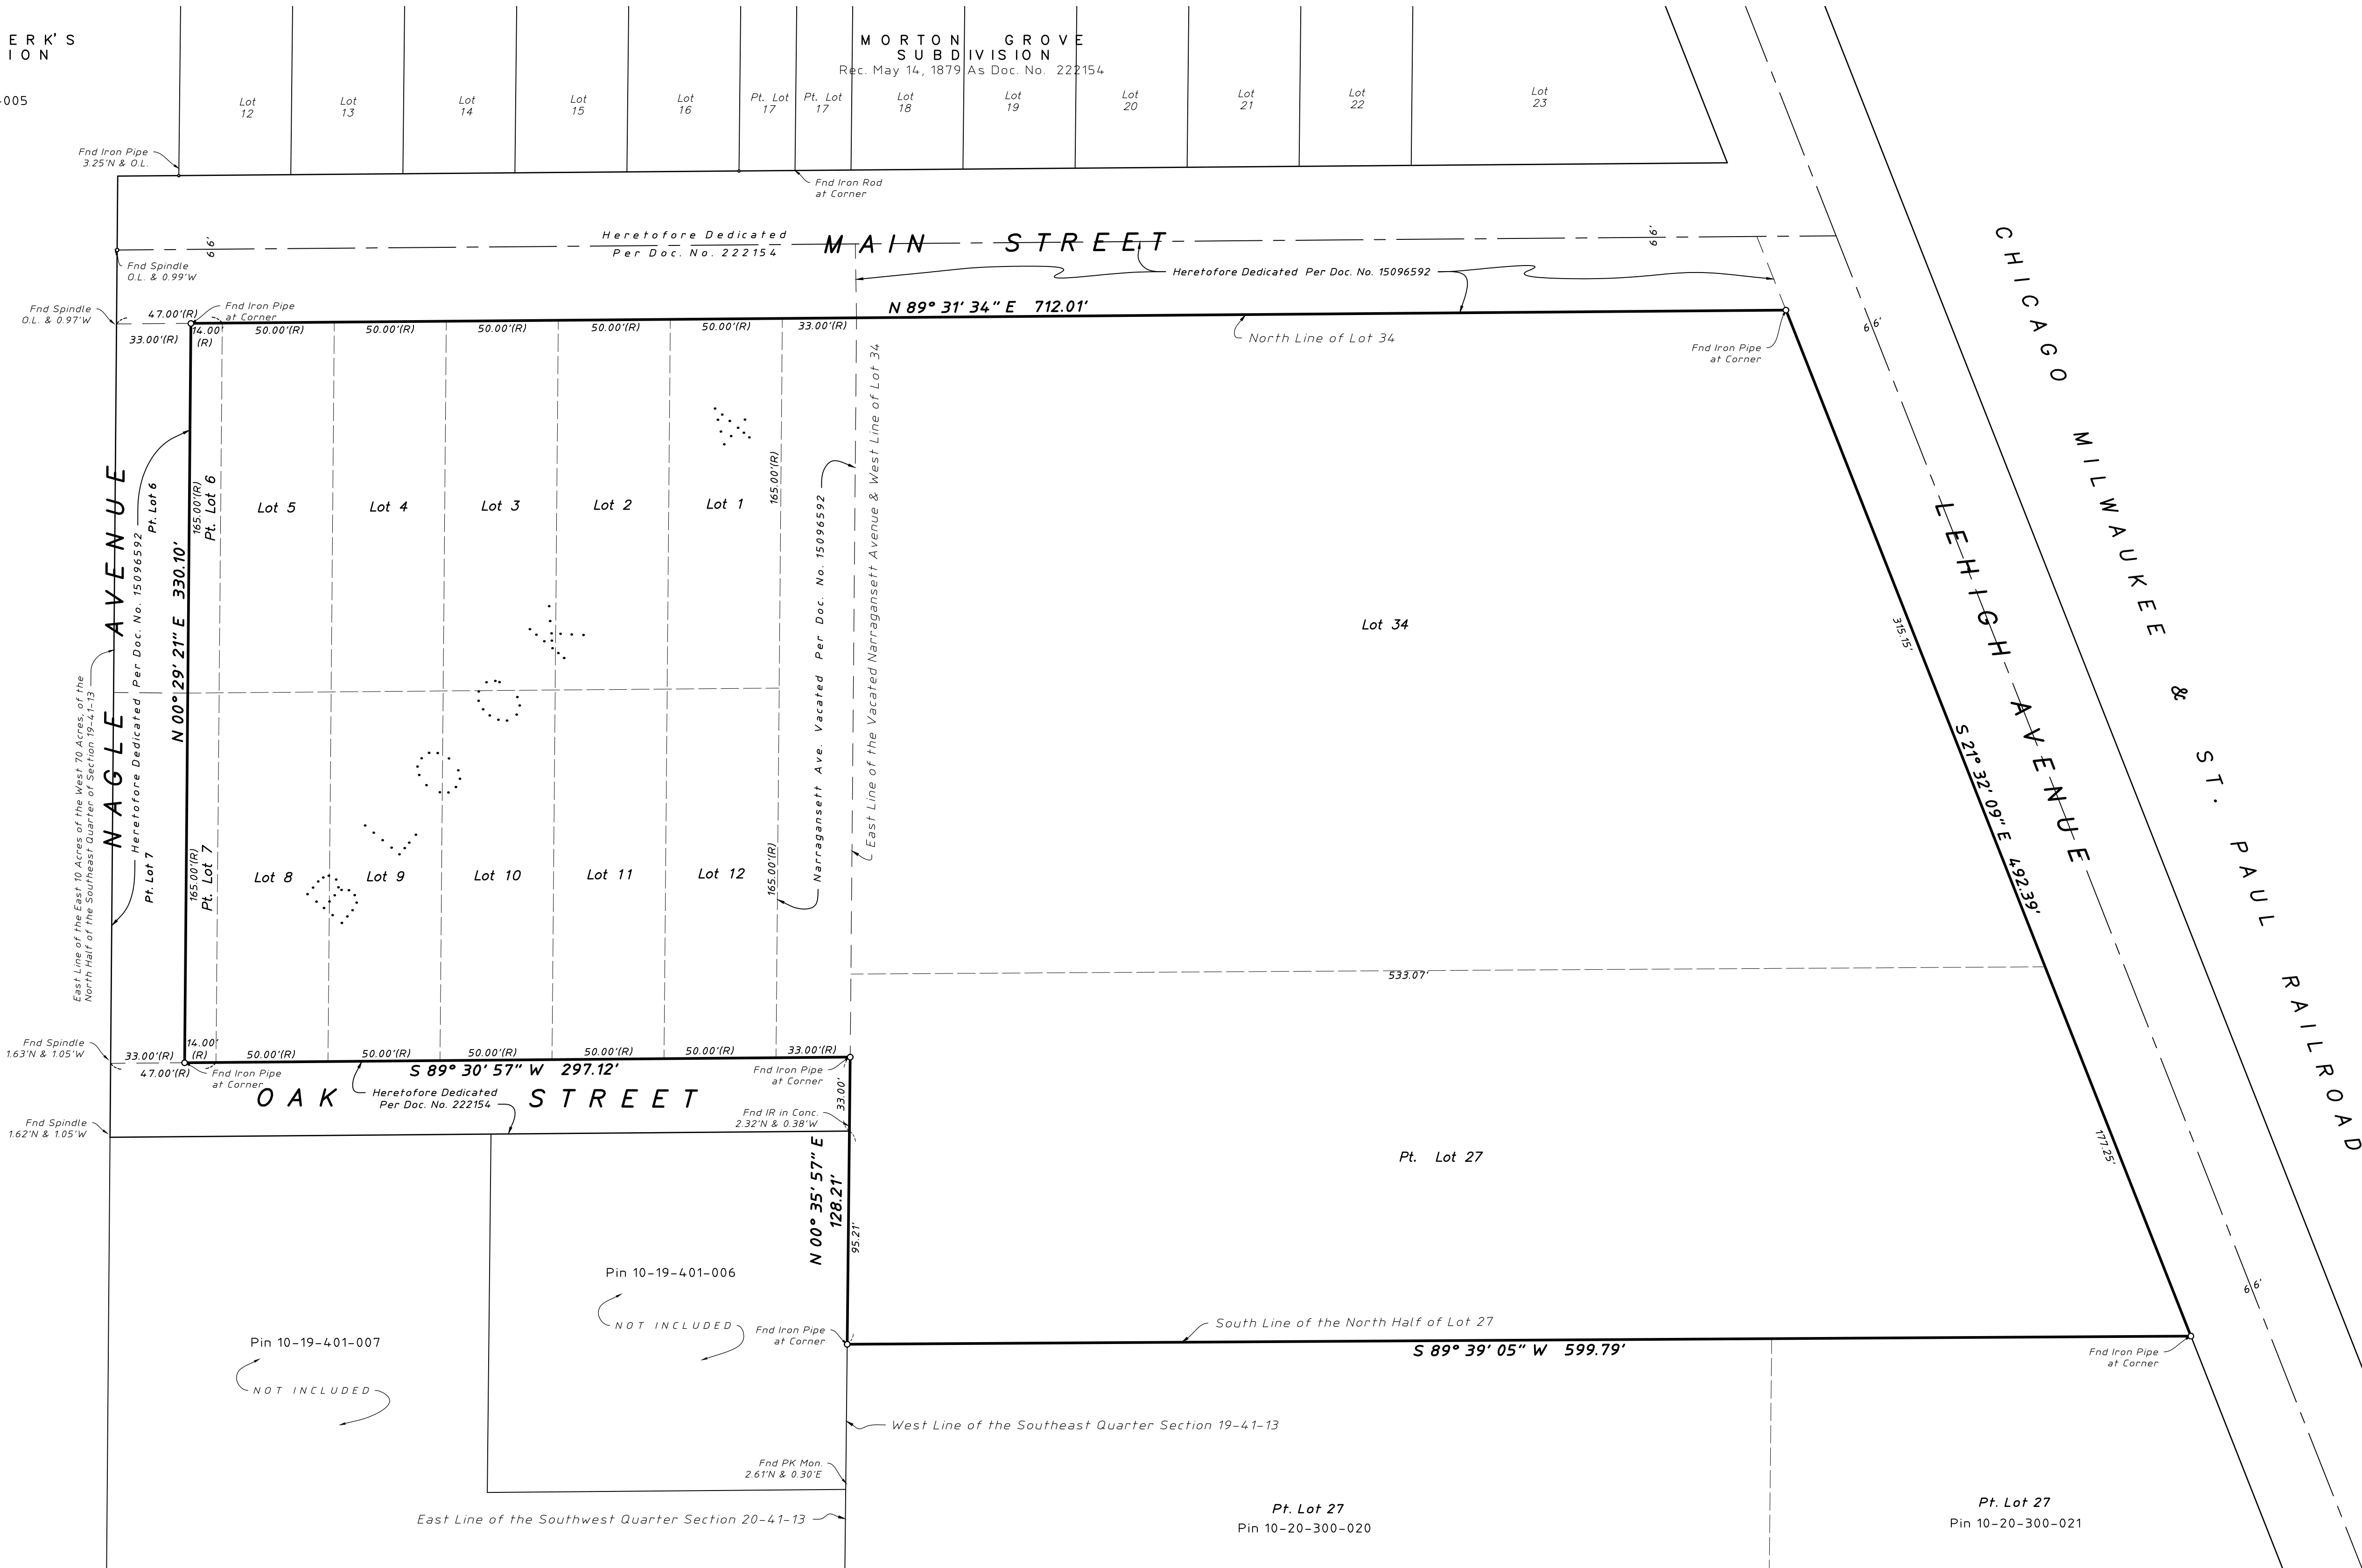 ERK'S
ION
-005
MORTON GROVE
SUBDIVISION
Rec. May 14, 1879 As Doc. No. 222154
Lot
12
Lot
13
Lot
14
Lot
15
Lot
16
Pt. Lot
17
Pt. Lot
17
Lot
18
Lot
19
Lot
20
Lot
21
Lot
22
Lot
23
Fnd Iron Pipe
3.25'N & O.L.
Fnd Iron Rod
at Corner
66'
Heretofore Dedicated
Per Doc. No. 222154
MAIN STREET
66'
Fnd Spindle
O.L. & 0.99'W
Heretofore Dedicated Per Doc. No. 15096592
Fnd Spindle
O.L. & 0.97'W
47.00'(R)
Fnd Iron Pipe
at Corner
N 89° 31' 34" E 712.01'
33.00'(R)
14.00'
(R)
50.00'(R)
50.00'(R)
50.00'(R)
50.00'(R)
50.00'(R)
33.00'(R)
North Line of Lot 34
Fnd Iron Pipe
at Corner
66'
CHICAGO MILWAUKEE & ST. PAUL RAILROAD
LEHIGH AVENUE
NAGLE AVENUE
East Line of the East 10 Acres of the West 70 Acres, of the
North Half of the Southeast Quarter of Section 19-41-13
Heretofore Dedicated Per Doc. No. 15096592
Pt. Lot 6
Pt. Lot 7
N 00° 29' 21" E 330.10'
165.00'(R)
Pt. Lot 6
165.00'(R)
Pt. Lot 7
Lot 5
Lot 4
Lot 3
Lot 2
Lot 1
165.00'(R)
BLOCK 4
Lot 8
Lot 9
Lot 10
Lot 11
Lot 12
165.00'(R)
Narragansett Ave. Vacated Per Doc. No. 15096592
East Line of the Vacated Narragansett Avenue & West Line of Lot 34
Lot 34
315.15'
S 21° 32' 09" E 492.39'
533.07'
177.25'
Fnd Spindle
1.63'N & 1.05'W
33.00'(R)
14.00'
(R)
50.00'(R)
50.00'(R)
50.00'(R)
50.00'(R)
50.00'(R)
33.00'(R)
47.00'(R)
Fnd Iron Pipe
at Corner
S 89° 30' 57" W 297.12'
Fnd Iron Pipe
at Corner
OAK STREET
Heretofore Dedicated
Per Doc. No. 222154
33.00'
Fnd IR in Conc.
2.32'N & 0.38'W
Fnd Spindle
1.62'N & 1.05'W
N 00° 35' 57" E
128.21'
95.21'
Pt. Lot 27
Pin 10-19-401-006
NOT INCLUDED
Fnd Iron Pipe
at Corner
Pin 10-19-401-007
NOT INCLUDED
South Line of the North Half of Lot 27
S 89° 39' 05" W 599.79'
66'
Fnd Iron Pipe
at Corner
West Line of the Southeast Quarter Section 19-41-13
Fnd PK Mon.
2.61'N & 0.30'E
East Line of the Southwest Quarter Section 20-41-13
Pt. Lot 27
Pin 10-20-300-020
Pt. Lot 27
Pin 10-20-300-021